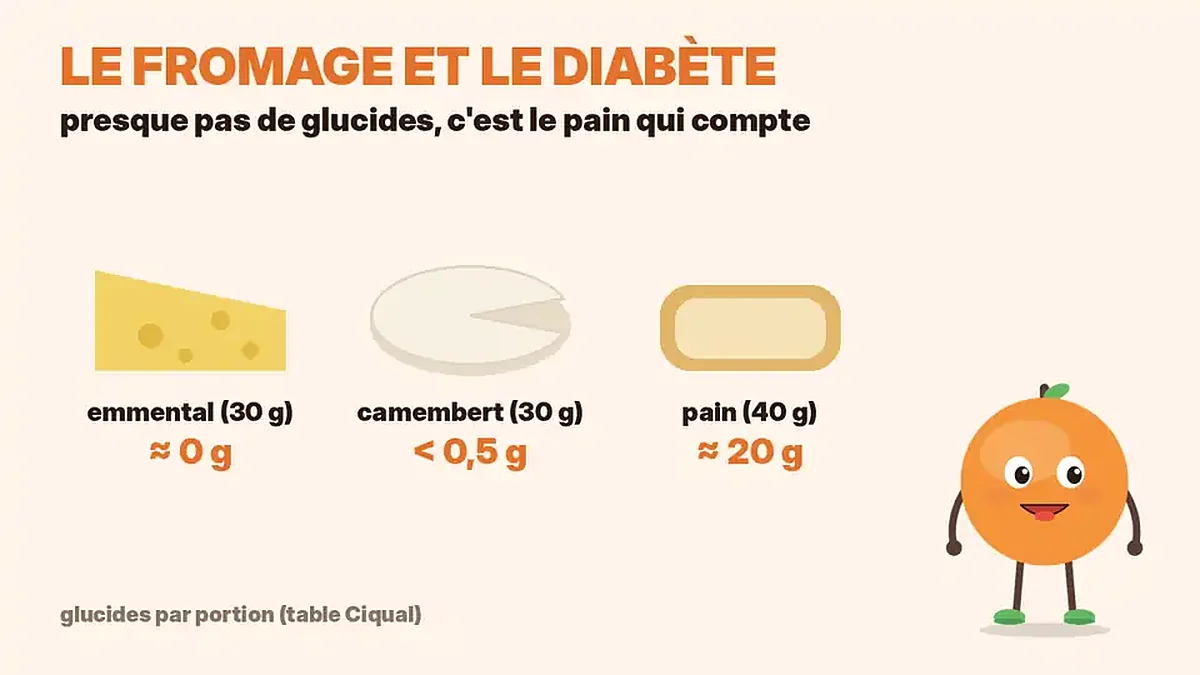 LE FROMAGE ET LE DIABÈTE
presque pas de glucides, c'est le pain qui compte
emmental (30 g)
≈ 0 g
camembert (30 g)
< 0,5 g
pain (40 g)
≈ 20 g
glucides par portion (table Ciqual)